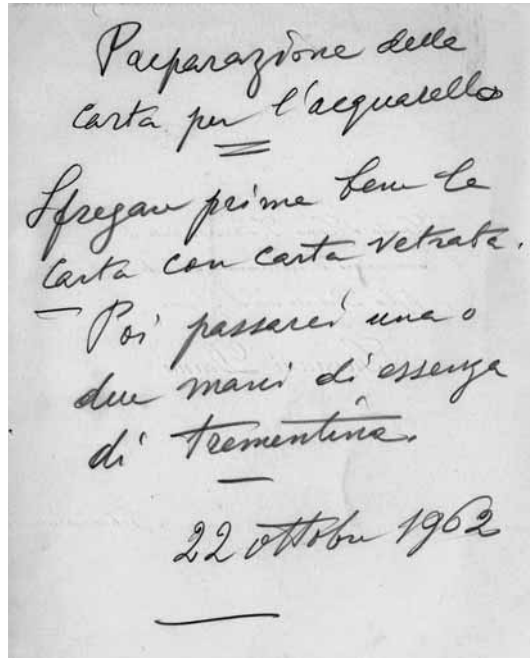 Preparazione della
carta per l'acquarello
Sfregare prima bene la
carta con carta vetrata.
Poi passarci una o
due mani di essenza
di trementina.
22 ottobre 1962